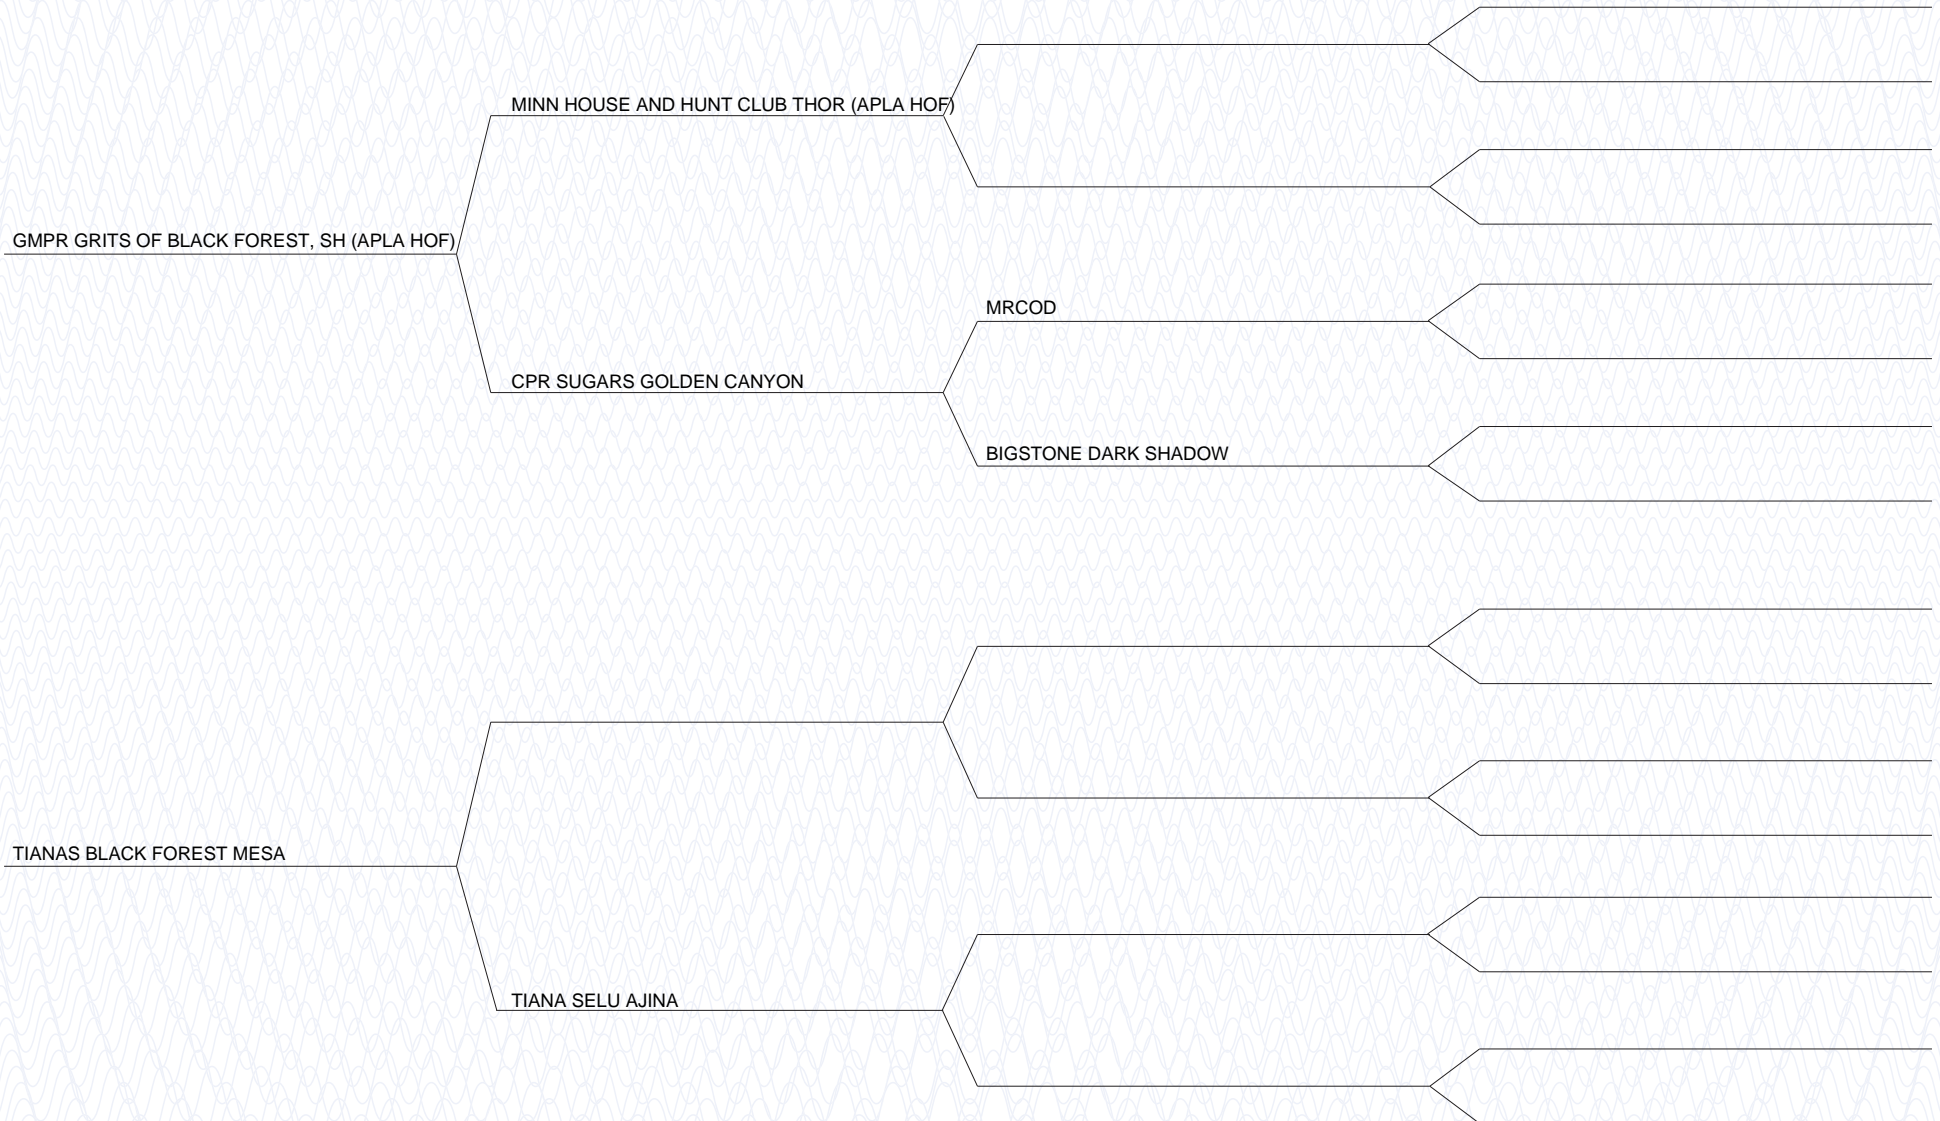 MINN HOUSE AND HUNT CLUB THOR (APLA HOF)
GMPR GRITS OF BLACK FOREST, SH (APLA HOF)
MRCOD
CPR SUGARS GOLDEN CANYON
BIGSTONE DARK SHADOW
TIANAS BLACK FOREST MESA
TIANA SELU AJINA